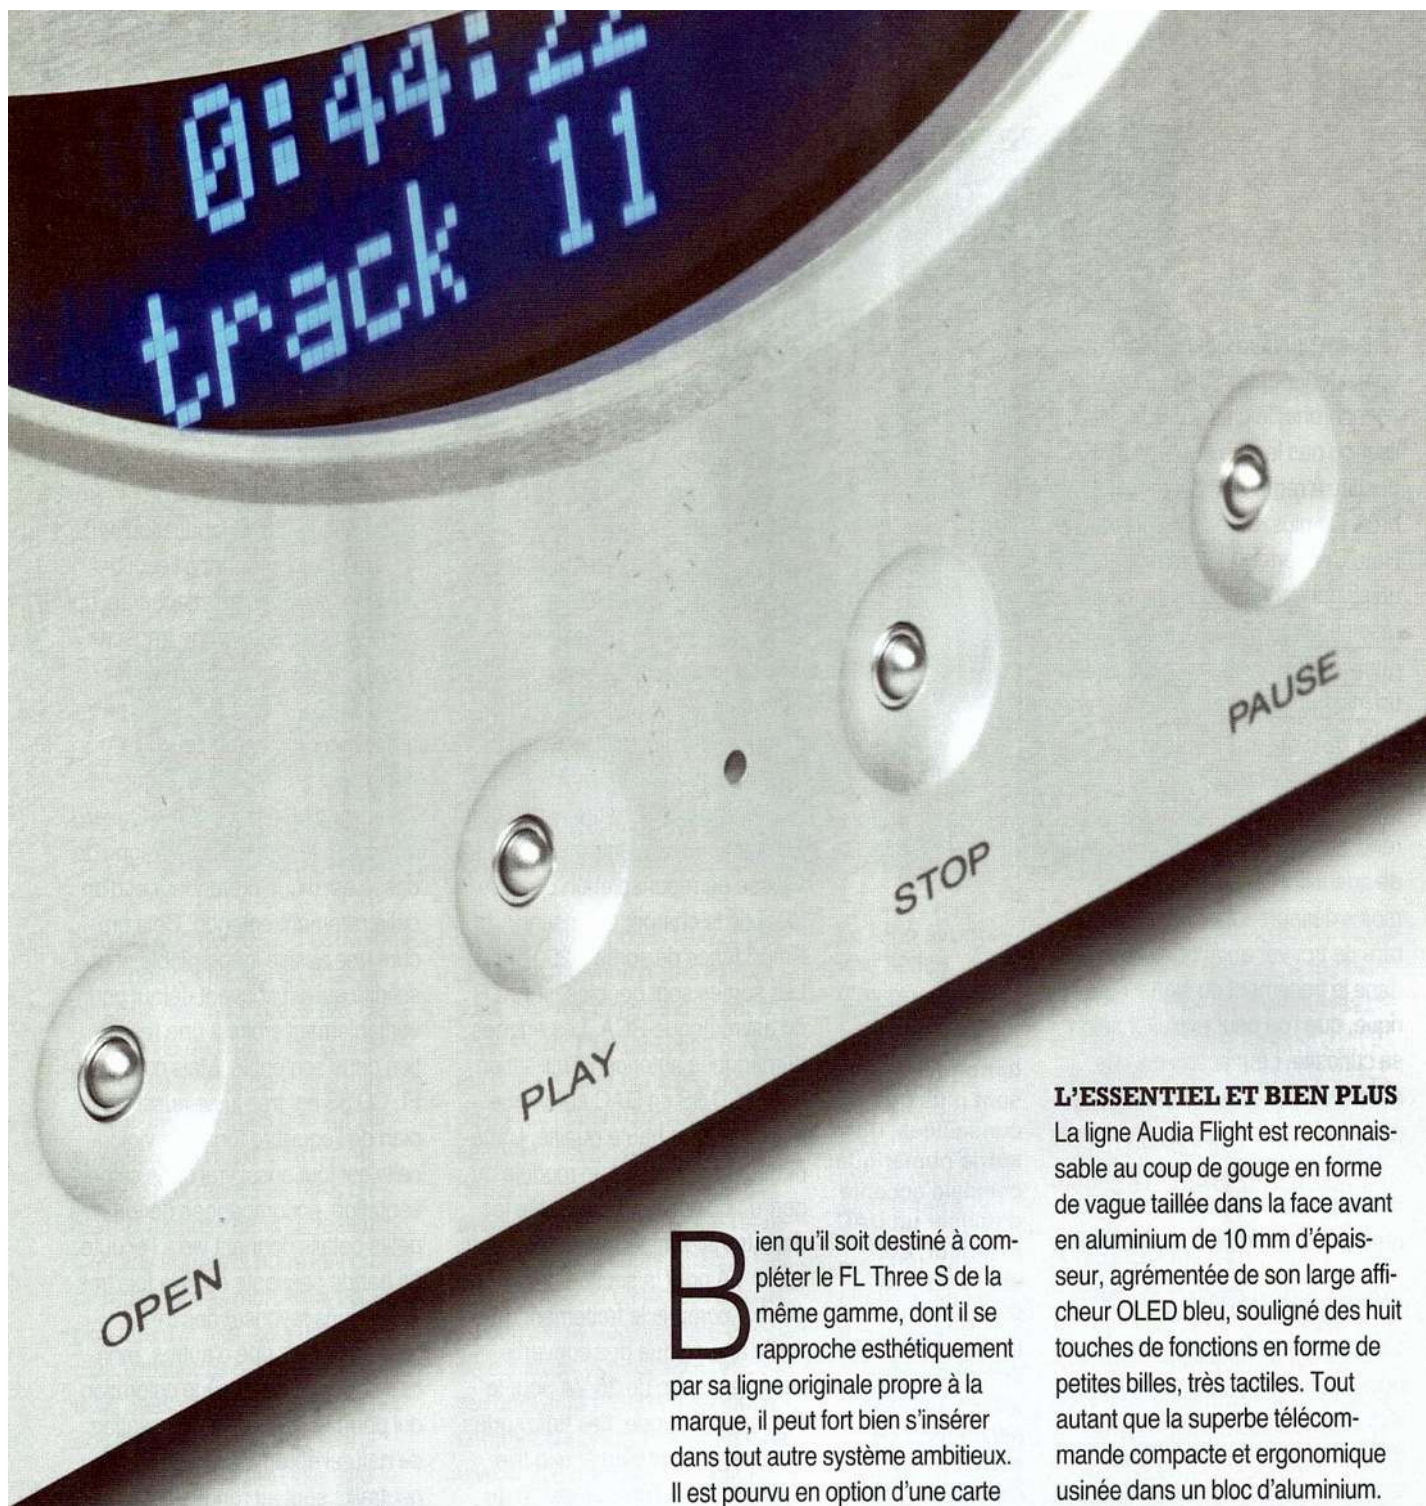 0:44:22
track 11
PAUSE
STOP
PLAY
OPEN
Bien qu'il soit destiné à com-
pléter le FL Three S de la
même gamme, dont il se
rapproche esthétiquement
par sa ligne originale propre à la
marque, il peut fort bien s'insérer
dans tout autre système ambitieux.
Il est pourvu en option d'une carte
L'ESSENTIEL ET BIEN PLUS
La ligne Audia Flight est reconnais-
sable au coup de gouge en forme
de vague taillée dans la face avant
en aluminium de 10 mm d'épais-
seur, agrémentée de son large affi-
cheur OLED bleu, souligné des huit
touches de fonctions en forme de
petites billes, très tactiles. Tout
autant que la superbe télécom-
mande compacte et ergonomique
usinée dans un bloc d'aluminium.